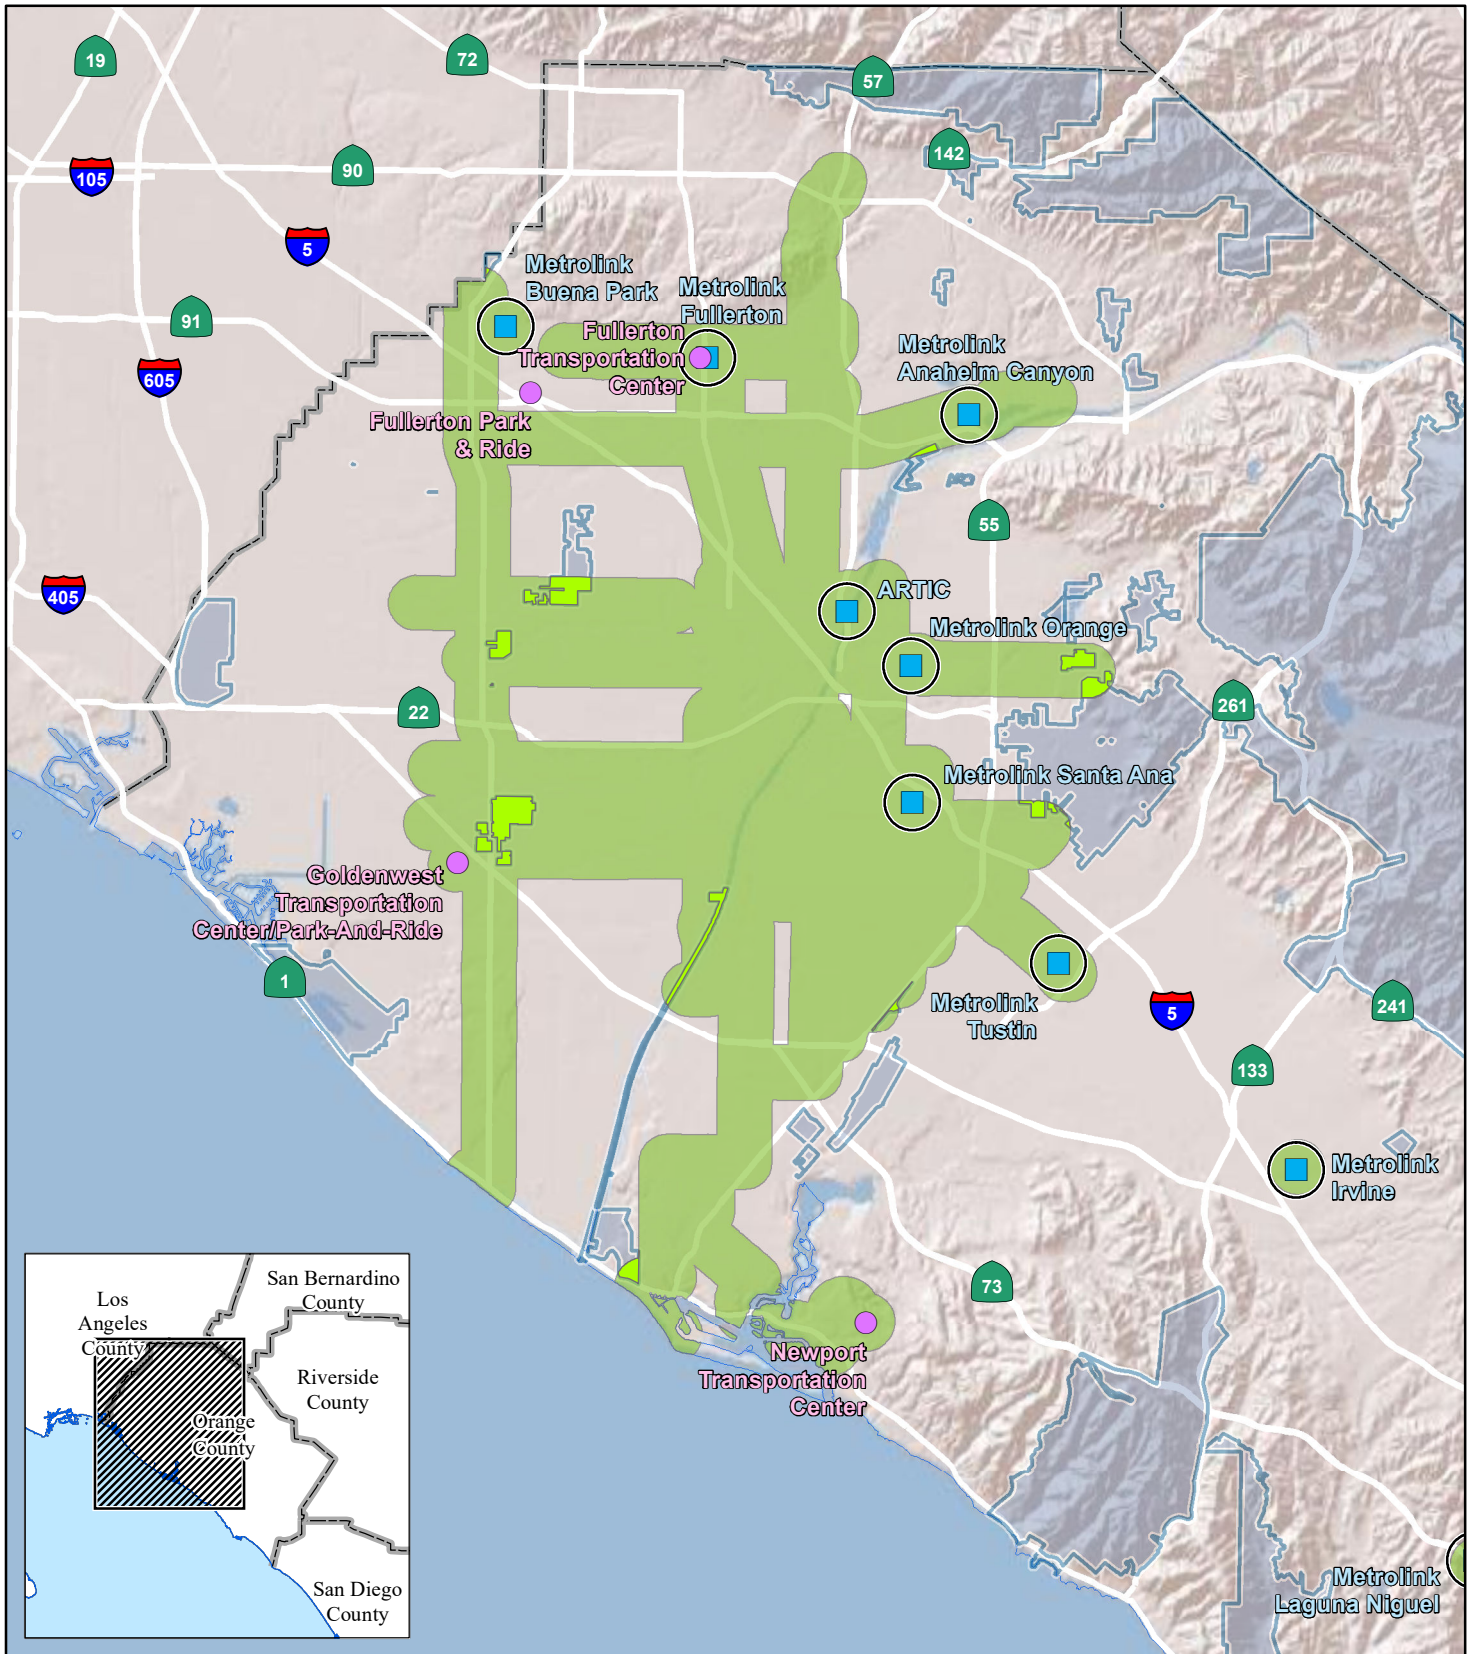 19
72
57
142
90
105
5
Metrolink
Buena Park
Metrolink
Fullerton
91
Fullerton
Transportation
Center
Metrolink
Anaheim Canyon
605
Fullerton Park
& Ride
55
405
ARTIC
Metrolink Orange
22
261
Metrolink Santa Ana
Goldenwest
Transportation
Center/Park-And-Ride
1
Metrolink
Tustin
5
241
133
Metrolink
Irvine
73
Newport
Transportation
Center
Metrolink
Laguna Niguel
San Bernardino
County
Los
Angeles
County
Riverside
County
Orange
County
San Diego
County